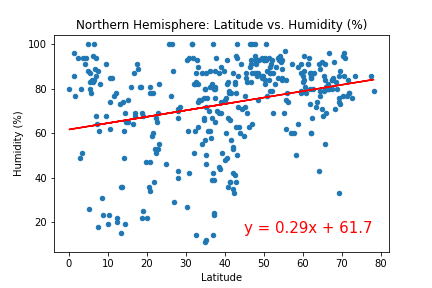 Northern Hemisphere: Latitude vs. Humidity (%)
100
80
60
40
20
Humidity (%)
y = 0.29x + 61.7
0 10 20 30 40 50 60 70 80
Latitude